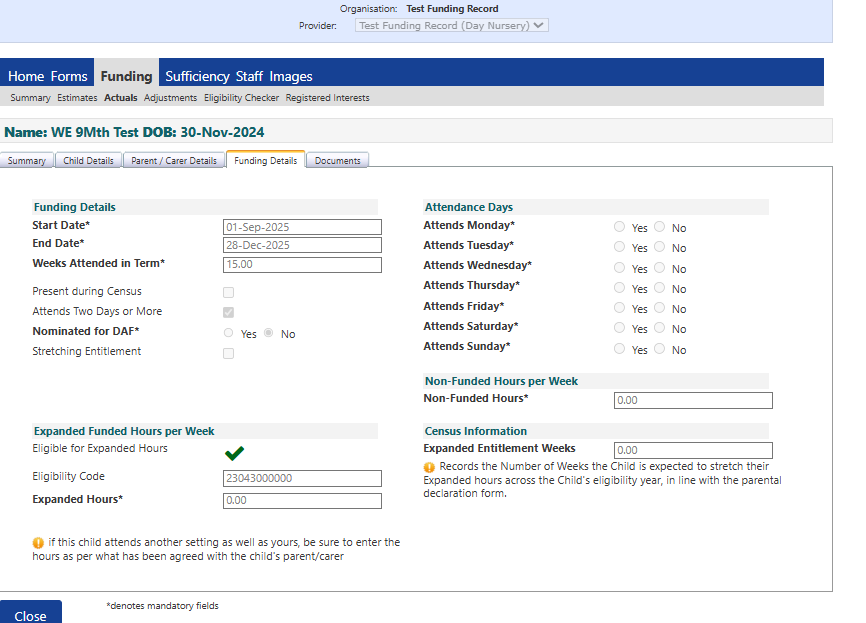 Organisation: Test Funding Record
Provider: Test Funding Record (Day Nursery)
Home Forms Funding Sufficiency Staff Images
Summary Estimates Actuals Adjustments Eligibility Checker Registered Interests
Name: WE 9Mth Test DOB: 30-Nov-2024
Summary Child Details Parent / Carer Details Funding Details Documents
Funding Details
Start Date* 01-Sep-2025
End Date* 28-Dec-2025
Weeks Attended in Term* 15.00
Present during Census
Attends Two Days or More
Nominated for DAF* Yes No
Stretching Entitlement
Attendance Days
Attends Monday* Yes No
Attends Tuesday* Yes No
Attends Wednesday* Yes No
Attends Thursday* Yes No
Attends Friday* Yes No
Attends Saturday* Yes No
Attends Sunday* Yes No
Non-Funded Hours per Week
Non-Funded Hours* 0.00
Expanded Funded Hours per Week
Eligible for Expanded Hours
Eligibility Code 23043000000
Expanded Hours* 0.00
if this child attends another setting as well as yours, be sure to enter the
hours as per what has been agreed with the child's parent/carer
Census Information
Expanded Entitlement Weeks 0.00
Records the Number of Weeks the Child is expected to stretch their
Expanded hours across the Child's eligibility year, in line with the parental
declaration form.
Close
*denotes mandatory fields